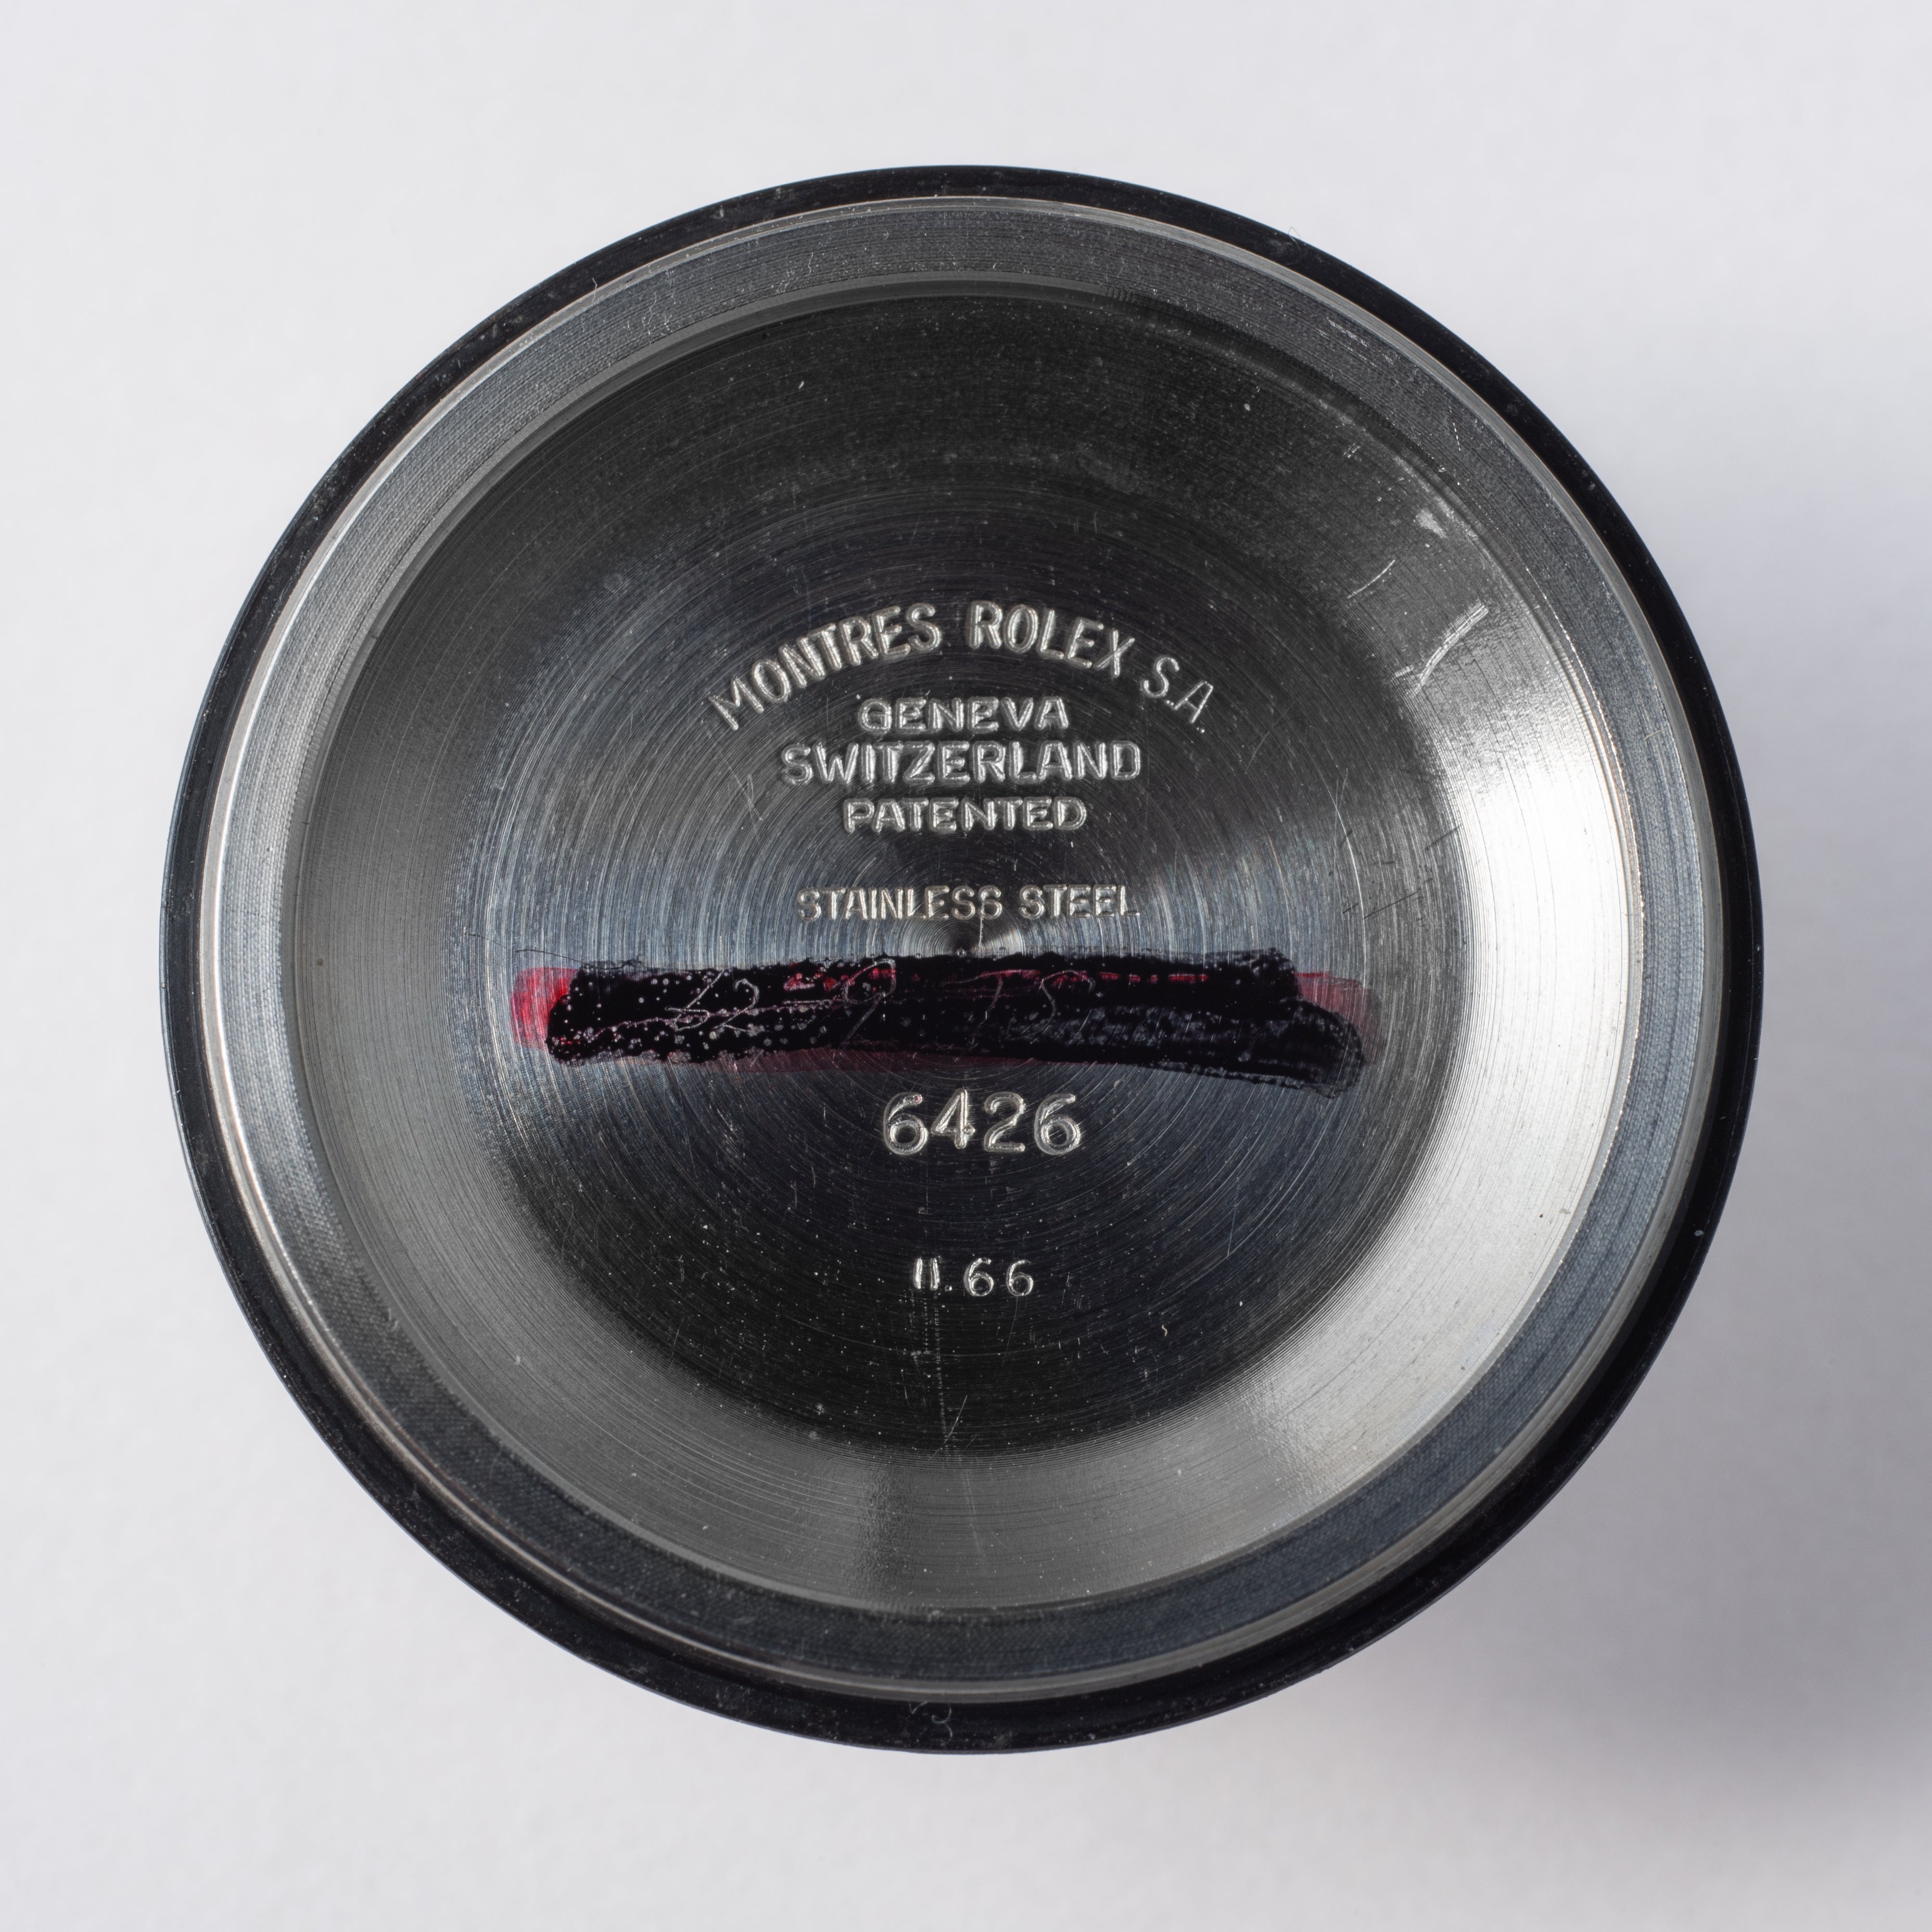 MONTRES ROLEX S.A.
GENEVA
SWITZERLAND
PATENTED
STAINLESS STEEL
6426
II.66